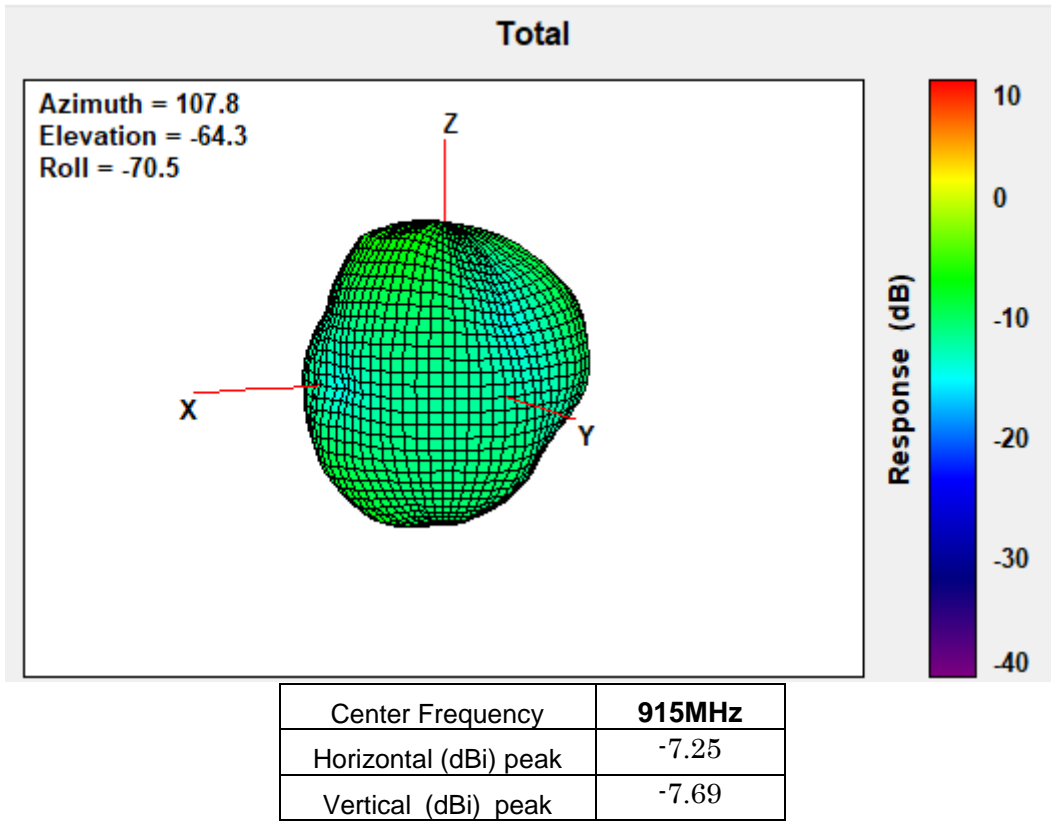 Total
Azimuth = 107.8
Elevation = -64.3
Roll = -70.5
Z
X
Y
10
0
-10
-20
-30
-40
Response (dB)
Center Frequency 915MHz
Horizontal (dBi) peak -7.25
Vertical (dBi) peak -7.69